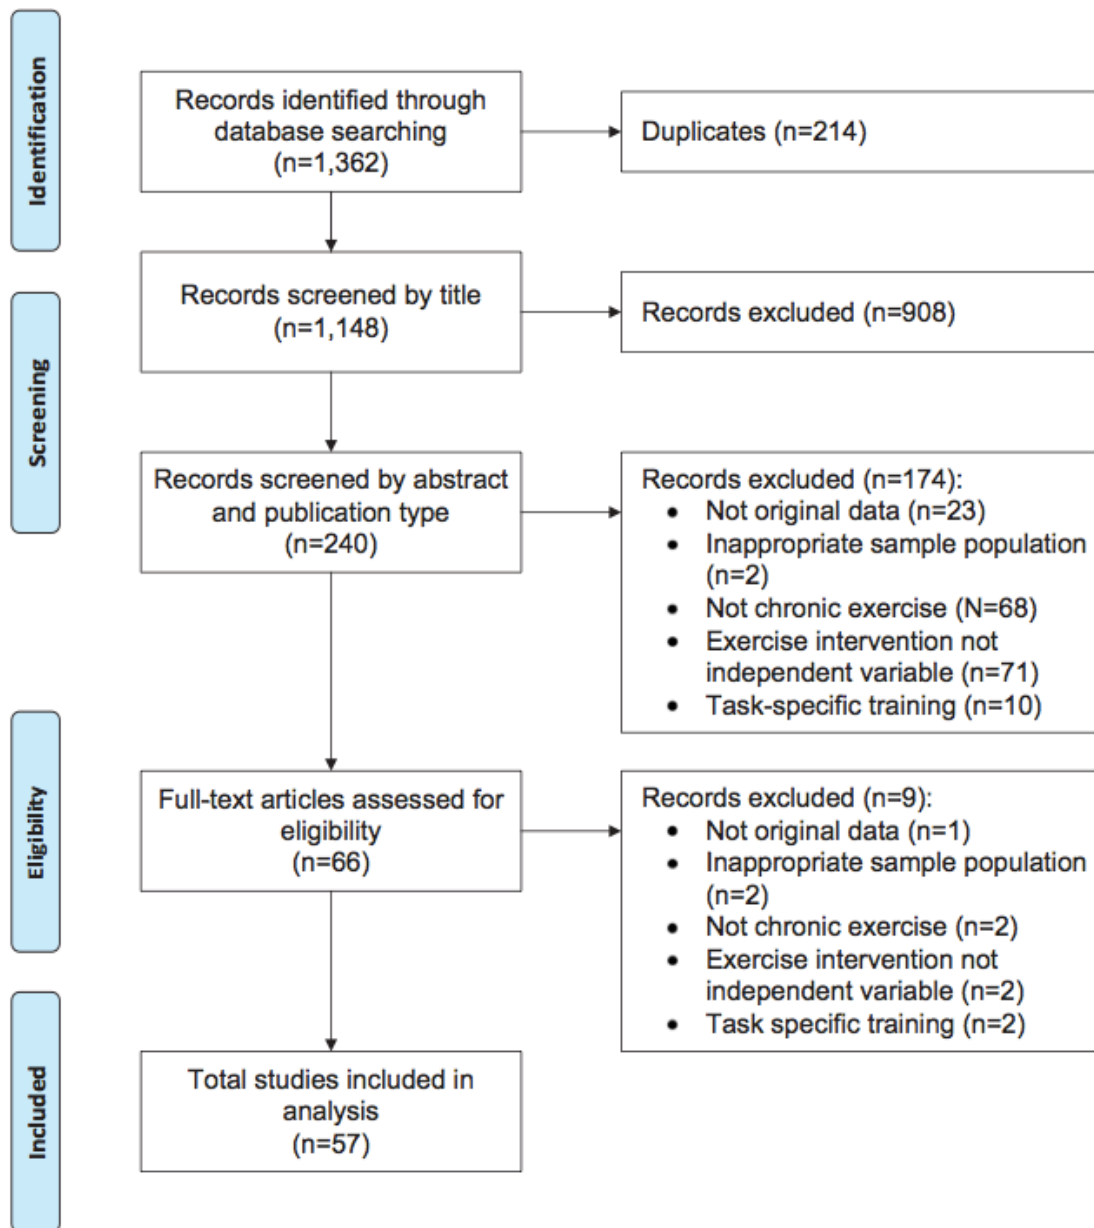 Identification
Records identified through
database searching
(n=1,362)
Duplicates (n=214)
Screening
Records screened by title
(n=1,148)
Records excluded (n=908)
Records screened by abstract
and publication type
(n=240)
Records excluded (n=174):
• Not original data (n=23)
• Inappropriate sample population
(n=2)
• Not chronic exercise (N=68)
• Exercise intervention not
independent variable (n=71)
• Task-specific training (n=10)
Eligibility
Full-text articles assessed for
eligibility
(n=66)
Records excluded (n=9):
• Not original data (n=1)
• Inappropriate sample population
(n=2)
• Not chronic exercise (n=2)
• Exercise intervention not
independent variable (n=2)
• Task specific training (n=2)
Included
Total studies included in
analysis
(n=57)